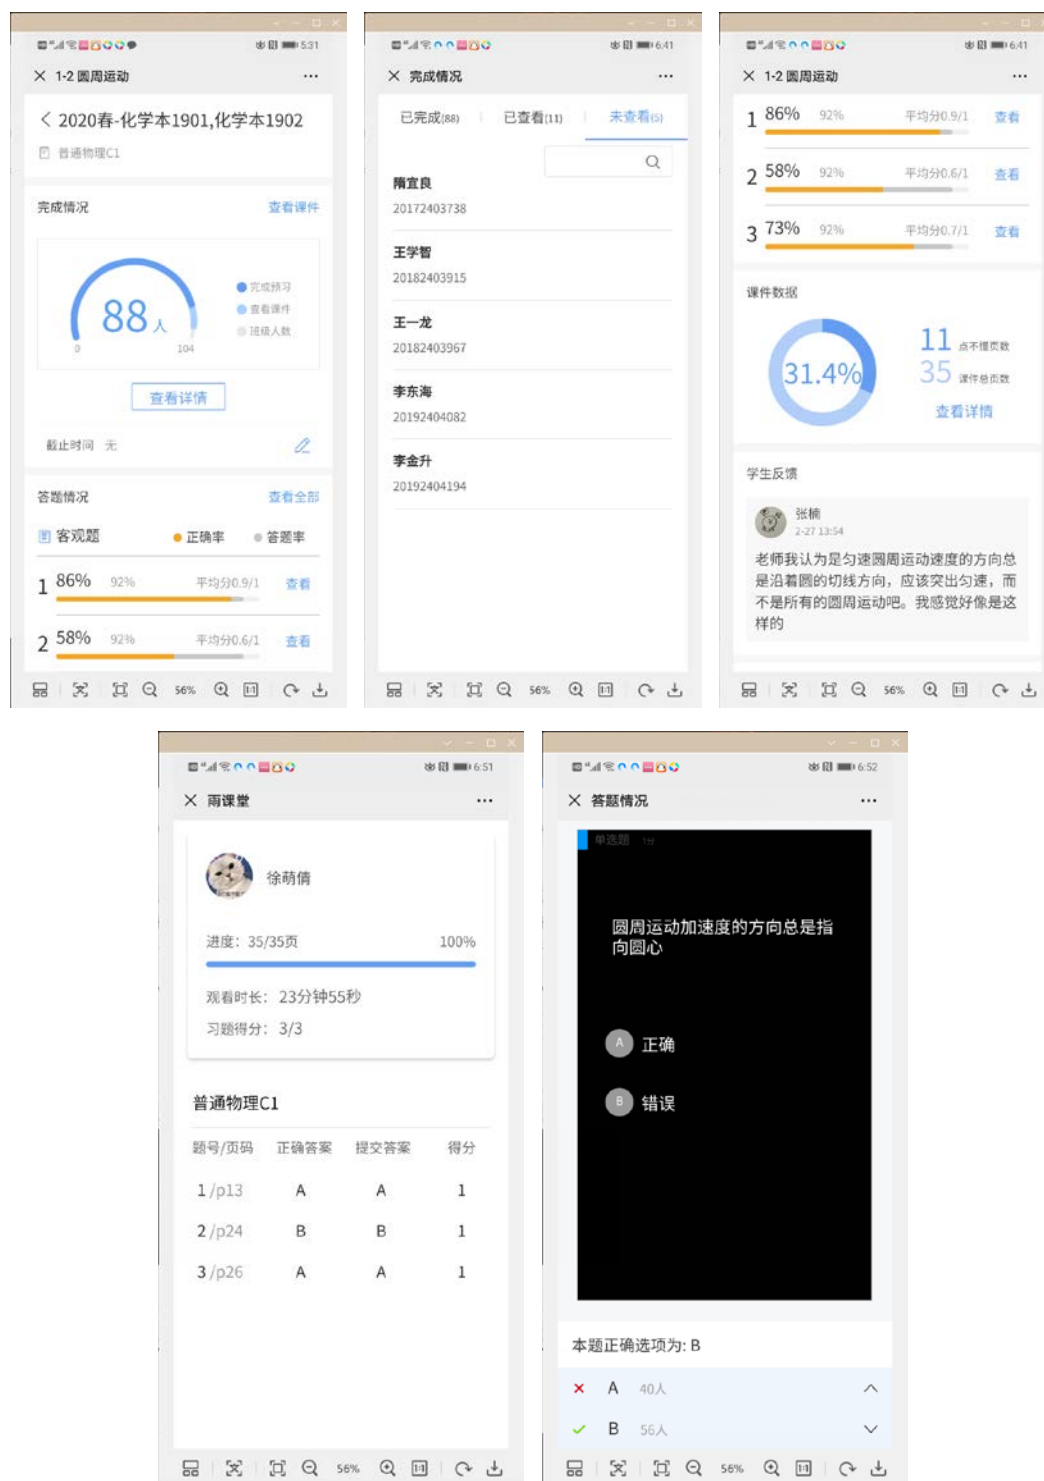 5:31
1-2 圆周运动
2020春-化学本1901,化学本1902
普通物理C1
完成情况
查看课件
88人
完成预习
查看课件
班级人数
0
104
查看详情
截止时间 无
答题情况
查看全部
客观题
正确率
答题率
1 86% 92% 平均分0.9/1 查看
2 58% 92% 平均分0.6/1 查看
56%
6:41
完成情况
已完成(88)
已查看(11)
未查看(5)
隋宜良
20172403738
王学智
20182403915
王一龙
20182403967
李东海
20192404082
李金升
20192404194
56%
6:41
1-2 圆周运动
1 86% 92% 平均分0.9/1 查看
2 58% 92% 平均分0.6/1 查看
3 73% 92% 平均分0.7/1 查看
课件数据
31.4%
11 点不懂页数
35 课件总页数
查看详情
学生反馈
张楠
2-27 13:54
老师我认为是匀速圆周运动速度的方向总
是沿着圆的切线方向，应该突出匀速，而
不是所有的圆周运动吧。我感觉好像是这
样的
56%
6:51
雨课堂
徐萌倩
进度：35/35页 100%
观看时长：23分钟55秒
习题得分：3/3
普通物理C1
题号/页码 正确答案 提交答案 得分
1/p13 A A 1
2/p24 B B 1
3/p26 A A 1
56%
6:52
答题情况
单选题 1分
圆周运动加速度的方向总是指
向圆心
A 正确
B 错误
本题正确选项为: B
A 40人
B 56人
56%